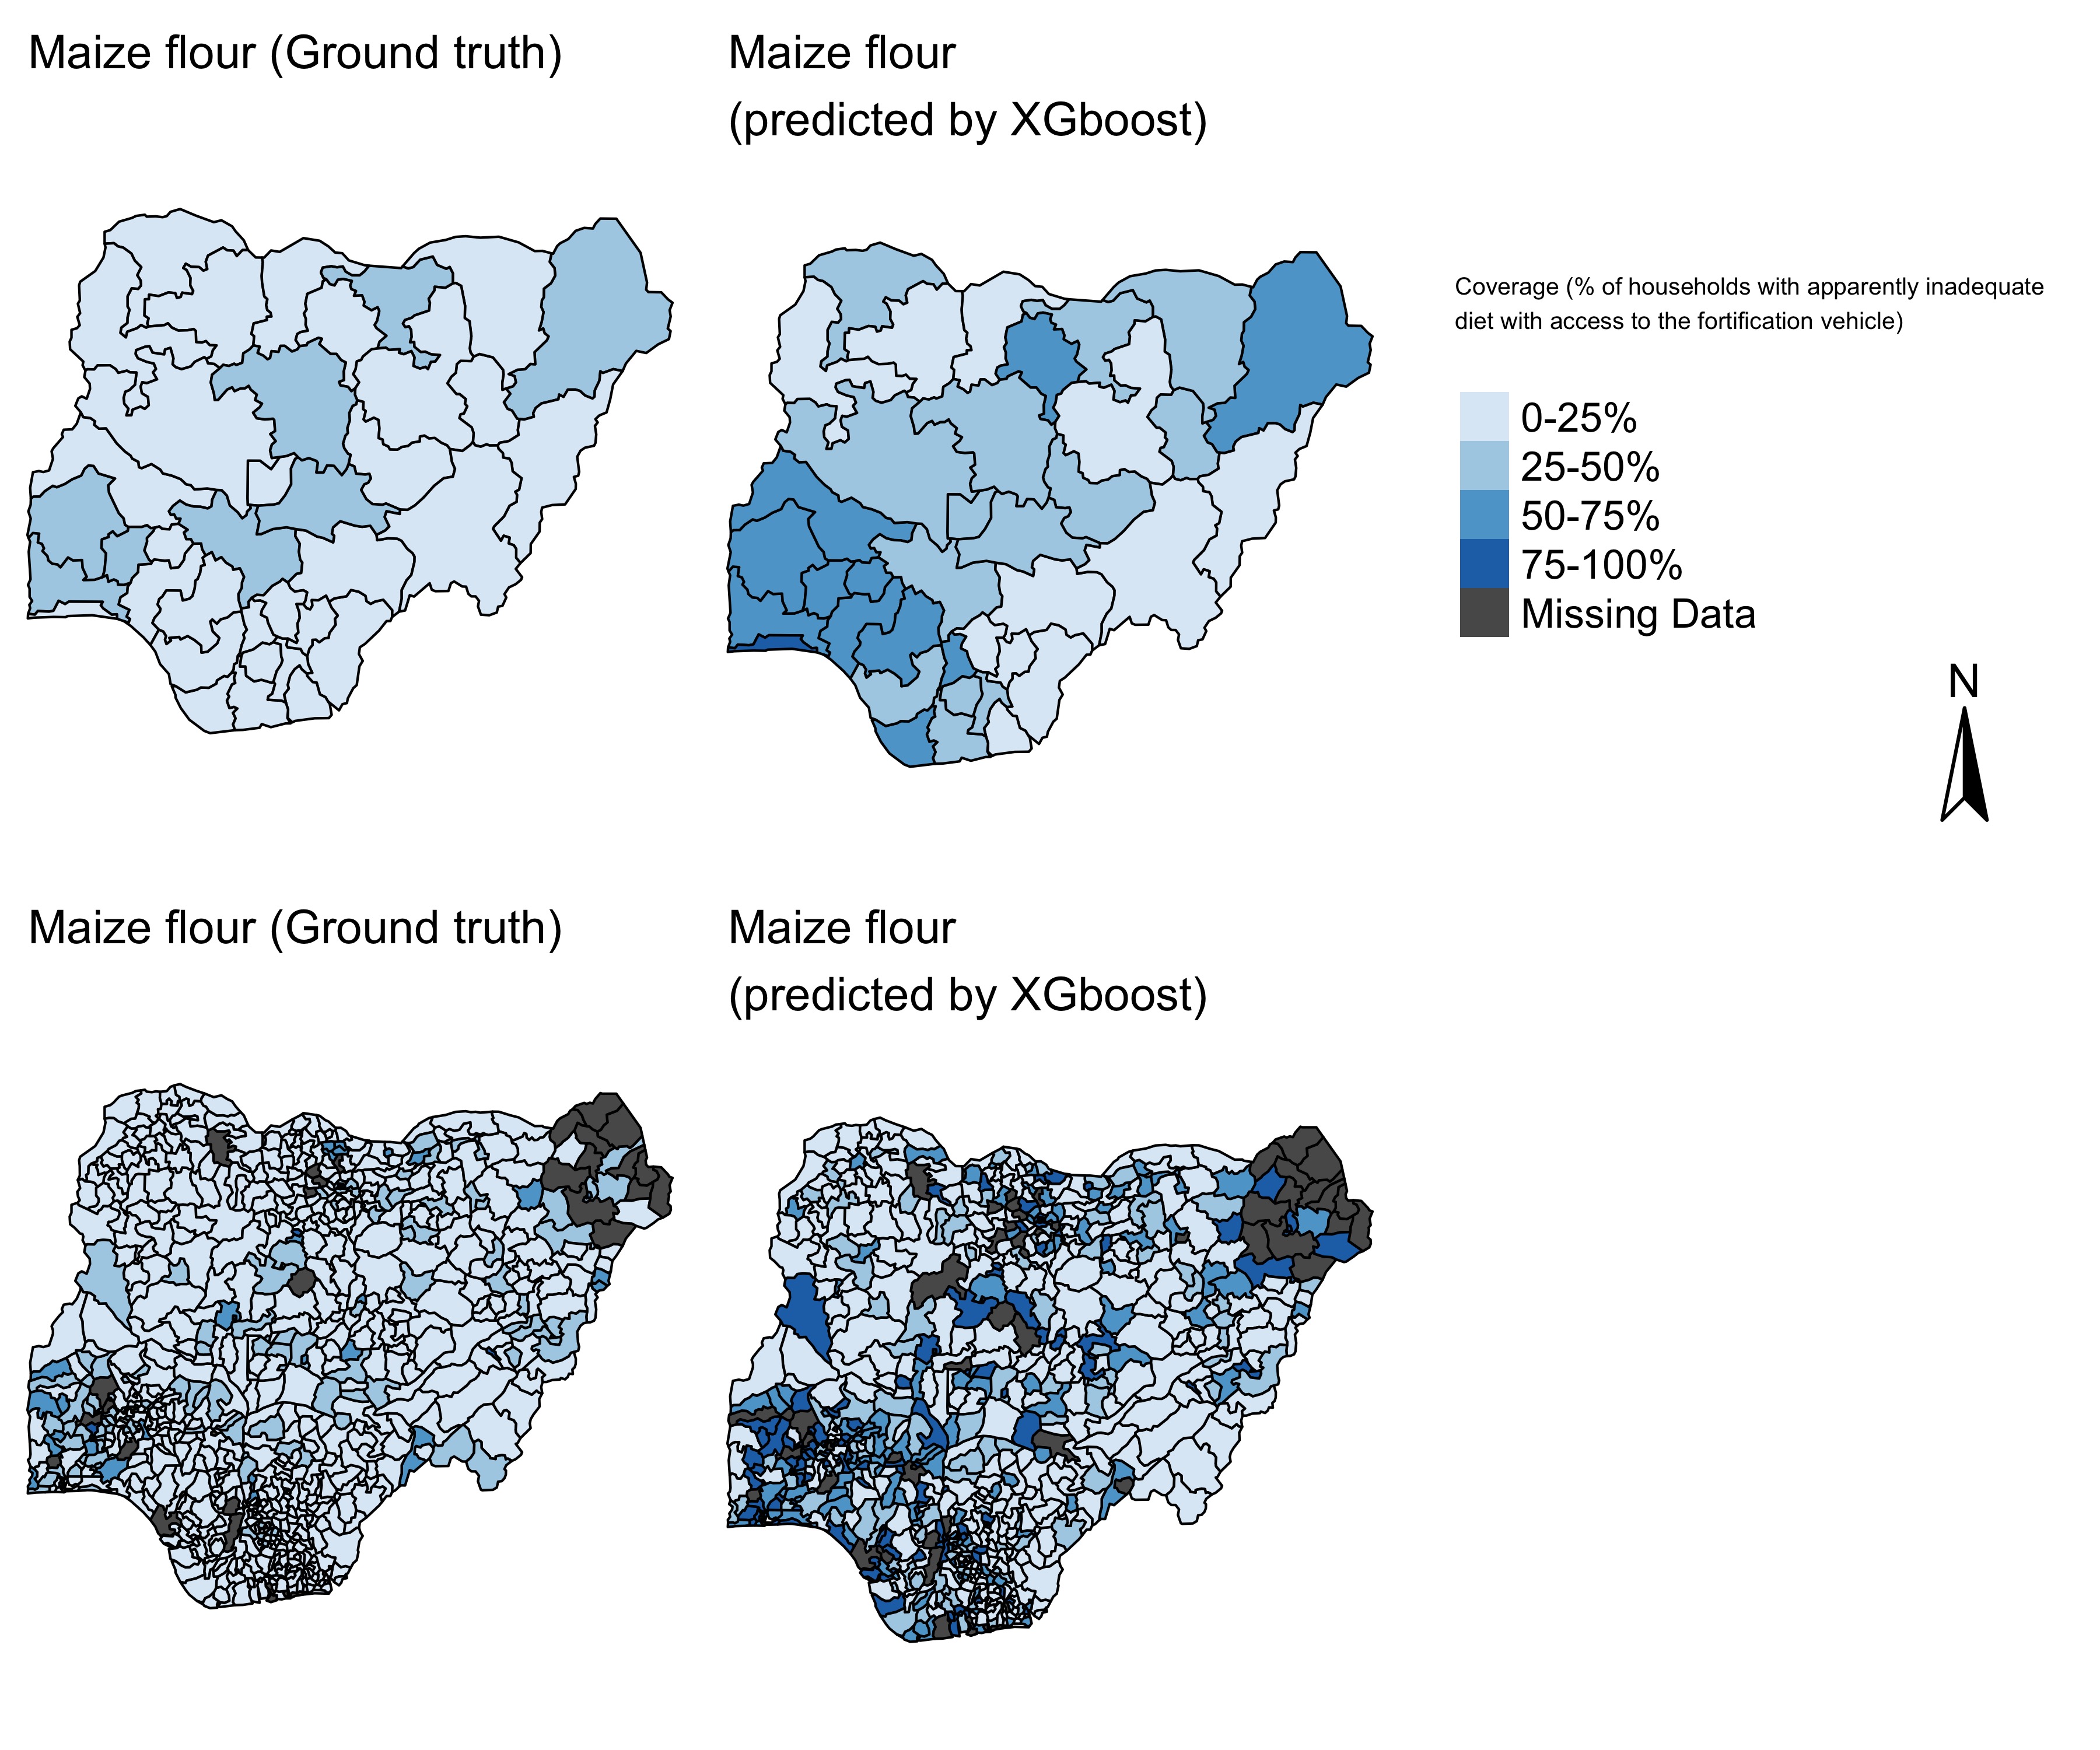 Maize flour (Ground truth)
Maize flour
(predicted by XGboost)
Coverage (% of households with apparently inadequate
diet with access to the fortification vehicle)
0-25%
25-50%
50-75%
75-100%
Missing Data
N
Maize flour (Ground truth)
Maize flour
(predicted by XGboost)